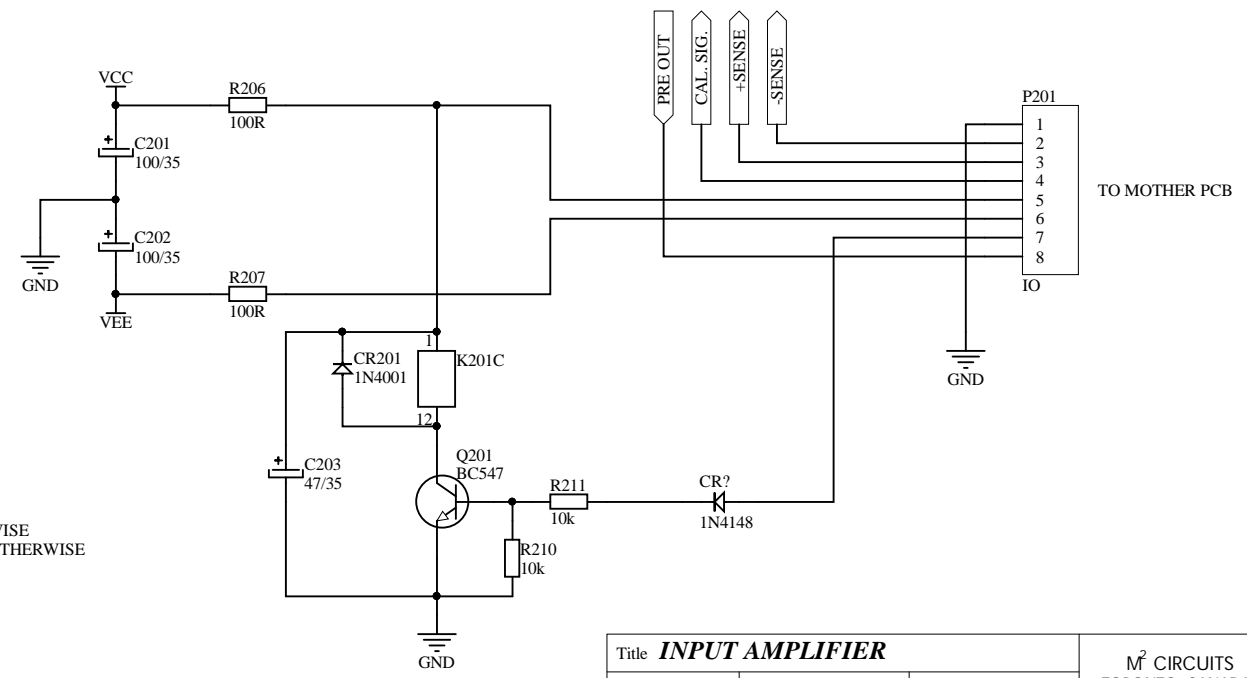 PRE OUT
CAL. SIG.
+SENSE
-SENSE
VCC
R206
100R
P201
C201
100/35
1
2
3
4
5
6
7
8
TO MOTHER PCB
C202
100/35
GND
R207
100R
VEE
IO
1
K201C
CR201
1N4001
GND
12
Q201
BC547
C203
47/35
R211
10k
CR?
1N4148
R210
10k
THERWISE
GND
Title INPUT AMPLIFIER
M² CIRCUITS